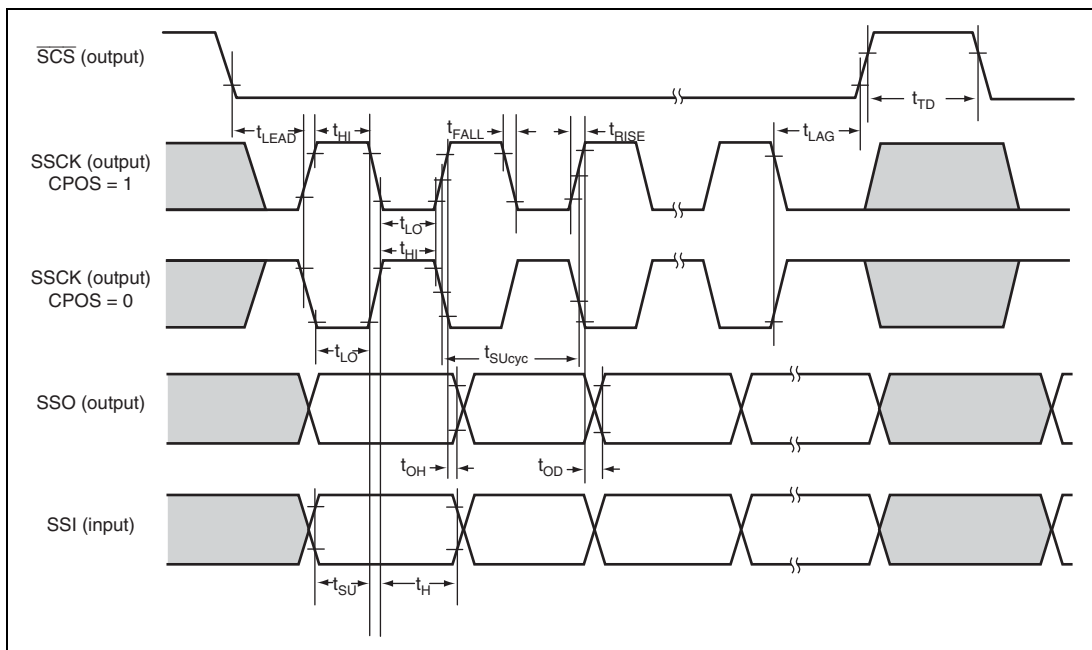 SCS (output)
tTD
tLEAD
tHI
tFALL
tRISE
tLAG
SSCK (output)
CPOS = 1
tLO
tHI
SSCK (output)
CPOS = 0
tLO
tSUcyc
SSO (output)
tOH
tOD
SSI (input)
tSU
tH